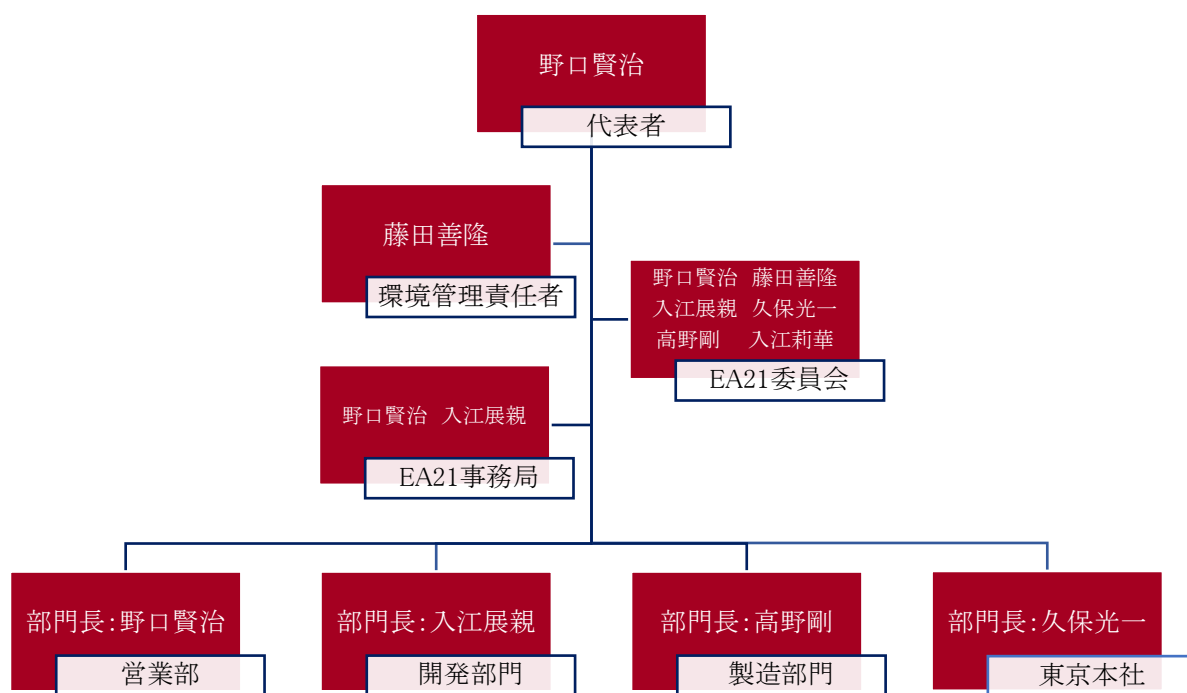 野口賢治
代表者
藤田善隆
環境管理責任者
野口賢治 藤田善隆
入江展親 久保光一
高野剛 入江莉華
EA21委員会
野口賢治 入江展親
EA21事務局
部門長:野口賢治
営業部
部門長:入江展親
開発部門
部門長:高野剛
製造部門
部門長:久保光一
東京本社